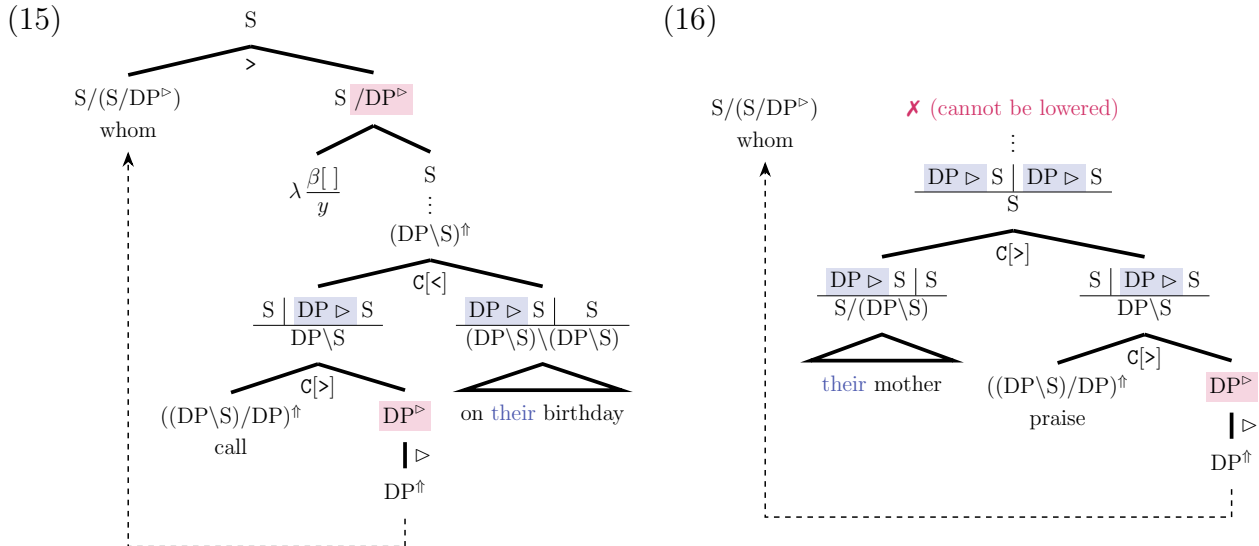 (15)
S
>
S/(S/DP▷)
whom
S /DP▷
λ β[ ]
y
S
⋮
(DP\S)⇑
C[<]
S | DP ▷ S
DP\S
DP ▷ S | S
(DP\S)\(DP\S)
C[>]
on their birthday
((DP\S)/DP)⇑
call
DP▷
▷
DP⇑
(16)
S/(S/DP▷)
whom
✗ (cannot be lowered)
⋮
DP ▷ S | DP ▷ S
S
C[>]
DP ▷ S | S
S/(DP\S)
S | DP ▷ S
DP\S
their mother
C[>]
((DP\S)/DP)⇑
praise
DP▷
▷
DP⇑